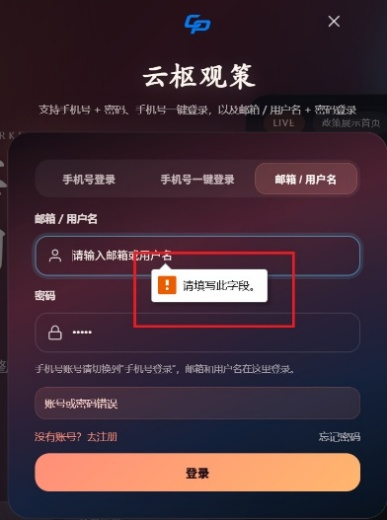 云枢观策
支持手机号 + 密码、手机号一键登录，以及邮箱 / 用户名 + 密码登录
LIVE 政策展示首页
手机号登录 手机号一键登录 邮箱 / 用户名
邮箱 / 用户名
请输入邮箱或用户名
请填写此字段。
密码
•••••
手机号账号请切换到“手机号登录”，邮箱和用户名在这里登录。
账号或密码错误
没有账号？去注册 忘记密码
登录